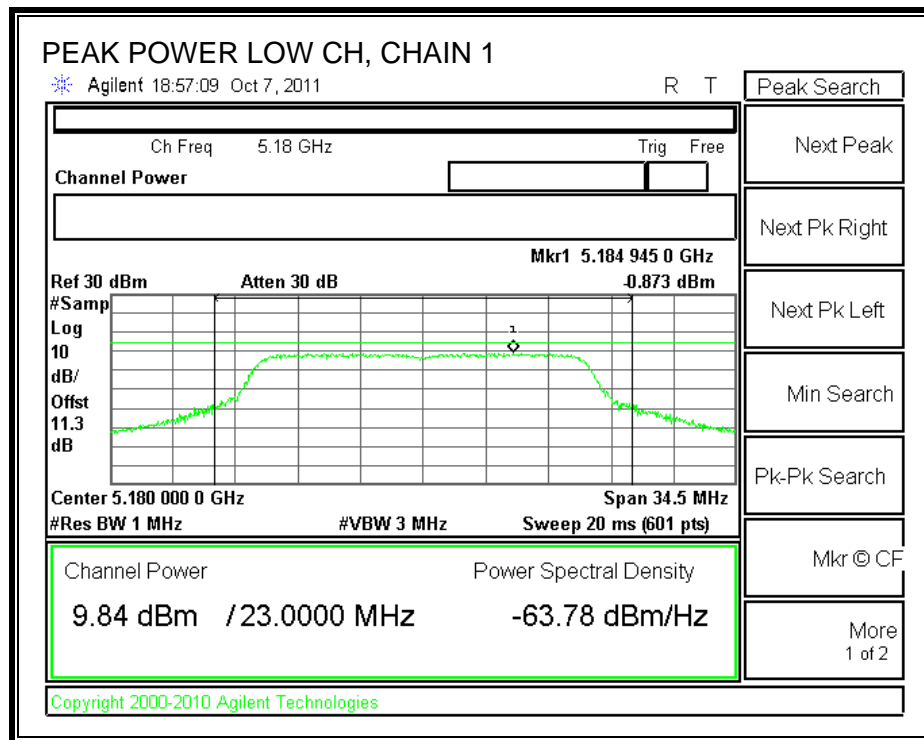 PEAK POWER LOW CH, CHAIN 1
Agilent 18:57:09 Oct 7, 2011 R T
Peak Search
Ch Freq 5.18 GHz Trig Free
Channel Power
Next Peak
Next Pk Right
Mkr1 5.184 945 0 GHz
Ref 30 dBm Atten 30 dB -0.873 dBm
#Samp
Log
10
dB/
Offst
11.3
dB
1
Next Pk Left
Min Search
Pk-Pk Search
Center 5.180 000 0 GHz Span 34.5 MHz
#Res BW 1 MHz #VBW 3 MHz Sweep 20 ms (601 pts)
Channel Power Power Spectral Density
9.84 dBm / 23.0000 MHz -63.78 dBm/Hz
Mkr © CF
More
1 of 2
Copyright 2000-2010 Agilent Technologies